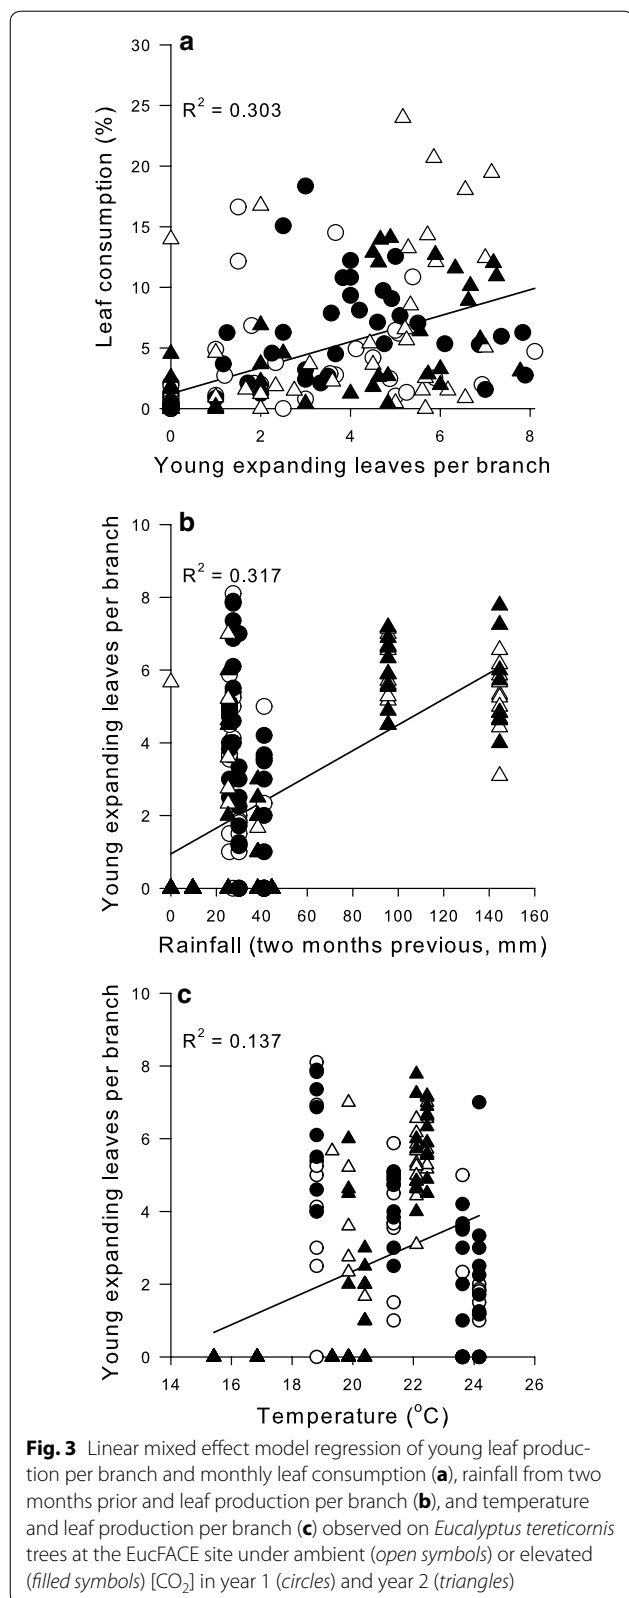 a
30
25
20
15
10
5
0
R² = 0.303
Leaf consumption (%)
0 2 4 6 8
Young expanding leaves per branch
b
10
8
6
4
2
0
R² = 0.317
Young expanding leaves per branch
0 20 40 60 80 100 120 140 160
Rainfall (two months previous, mm)
c
10
8
6
4
2
0
R² = 0.137
Young expanding leaves per branch
14 16 18 20 22 24 26
Temperature (°C)
Fig. 3 Linear mixed effect model regression of young leaf produc-
tion per branch and monthly leaf consumption (a), rainfall from two
months prior and leaf production per branch (b), and temperature
and leaf production per branch (c) observed on Eucalyptus tereticornis
trees at the EucFACE site under ambient (open symbols) or elevated
(filled symbols) [CO₂] in year 1 (circles) and year 2 (triangles)